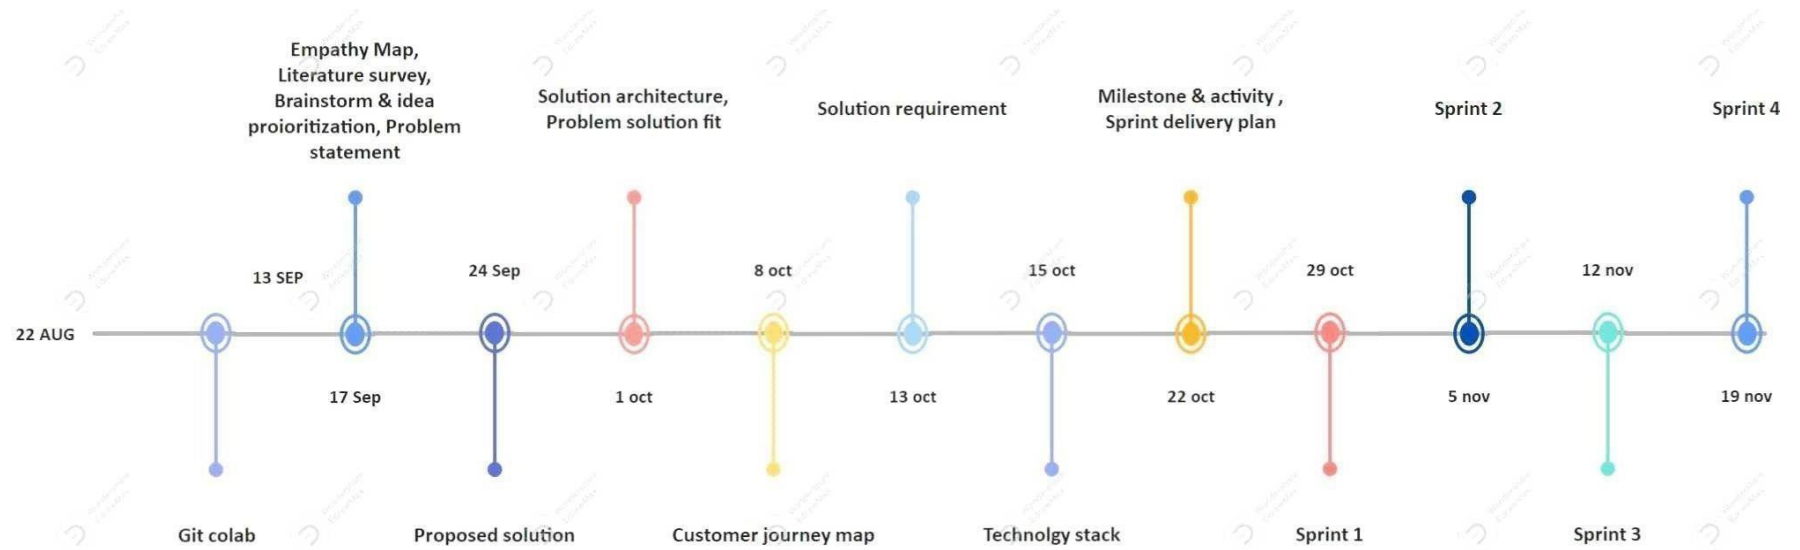 Empathy Map,
Literature survey,
Brainstorm & idea
proioritization, Problem
statement
Solution architecture,
Problem solution fit
Solution requirement
Milestone & activity ,
Sprint delivery plan
Sprint 2
Sprint 4
13 SEP
24 Sep
8 oct
15 oct
29 oct
12 nov
22 AUG
17 Sep
1 oct
13 oct
22 oct
5 nov
19 nov
Git colab
Proposed solution
Customer journey map
Technolgy stack
Sprint 1
Sprint 3